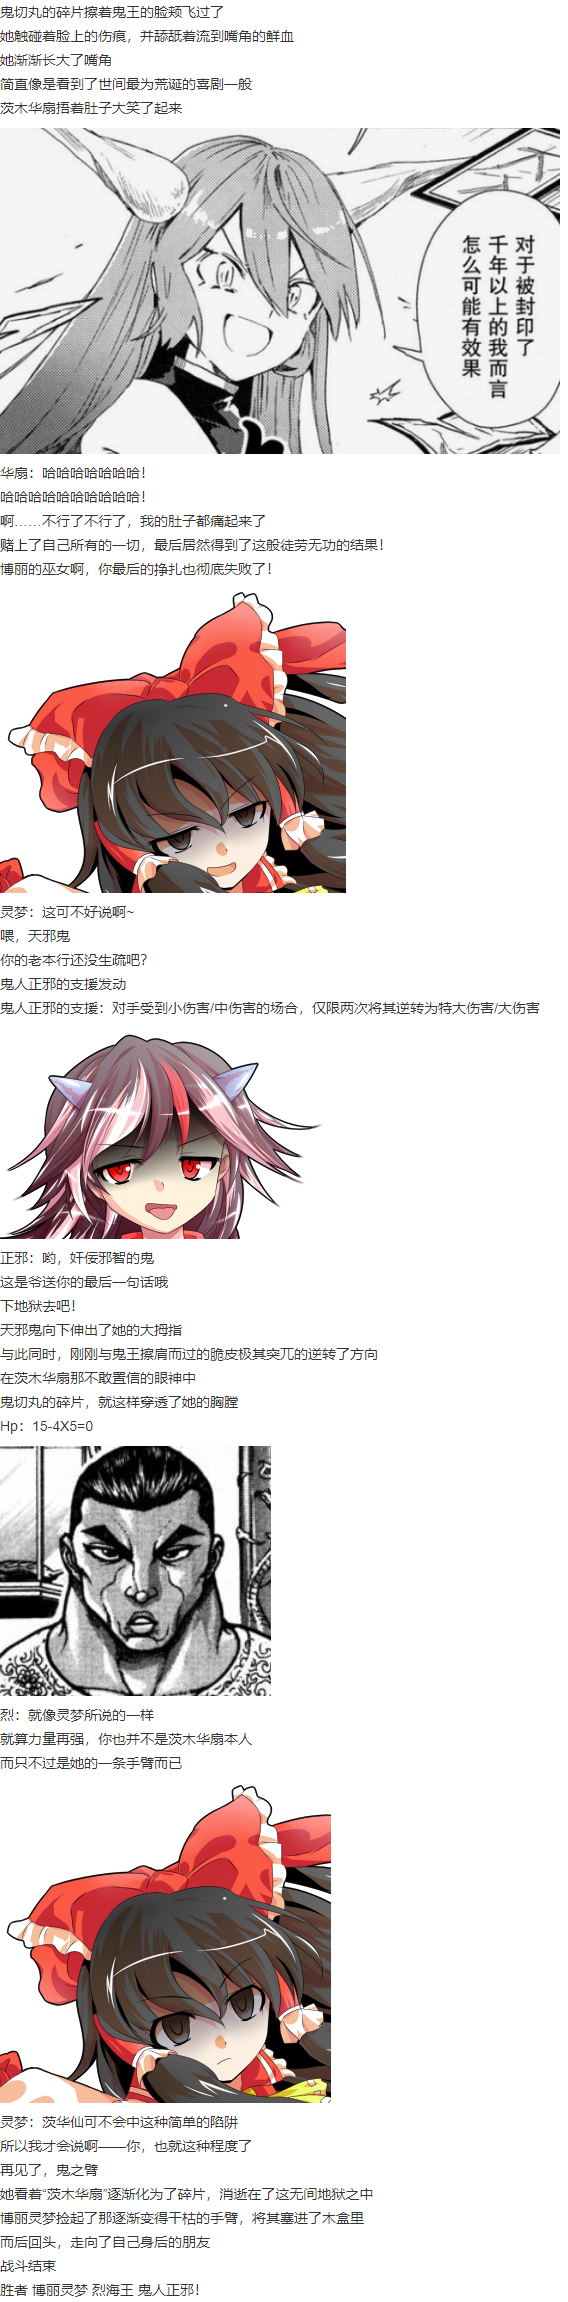 鬼切丸的碎片擦着鬼王的脸颊飞过了
她触碰着脸上的伤痕，并舔舐着流到嘴角的鲜血
她渐渐长大了嘴角
简直像是看到了世间最为荒诞的喜剧一般
茨木华扇捂着肚子大笑了起来
对于被封印了
千年以上的我而言
怎么可能有效果
华扇：哈哈哈哈哈哈哈！
哈哈哈哈哈哈哈哈哈哈！
啊……不行了不行了，我的肚子都痛起来了
赌上了自己所有的一切，最后居然得到了这般徒劳无功的结果！
博丽的巫女啊，你最后的挣扎也彻底失败了！
灵梦：这可不好说啊~
喂，天邪鬼
你的老本行还没生疏吧？
鬼人正邪的支援发动
鬼人正邪的支援：对手受到小伤害/中伤害的场合，仅限两次将其逆转为特大伤害/大伤害
正邪：哟，奸佞邪智的鬼
这是爷送你的最后一句话哦
下地狱去吧！
天邪鬼向下伸出了她的大拇指
与此同时，刚刚与鬼王擦肩而过的脆皮极其突兀的逆转了方向
在茨木华扇那不敢置信的眼神中
鬼切丸的碎片，就这样穿透了她的胸膛
Hp：15-4X5=0
烈：就像灵梦所说的一样
就算力量再强，你也并不是茨木华扇本人
而只不过是她的一条手臂而已
灵梦：茨华仙可不会中这种简单的陷阱
所以我才会说啊——你，也就这种程度了
再见了，鬼之臂
她看着“茨木华扇”逐渐化为了碎片，消逝在了这无间地狱之中
博丽灵梦捡起了那逐渐变得干枯的手臂，将其塞进了木盒里
而后回头，走向了自己身后的朋友
战斗结束
胜者 博丽灵梦 烈海王 鬼人正邪！